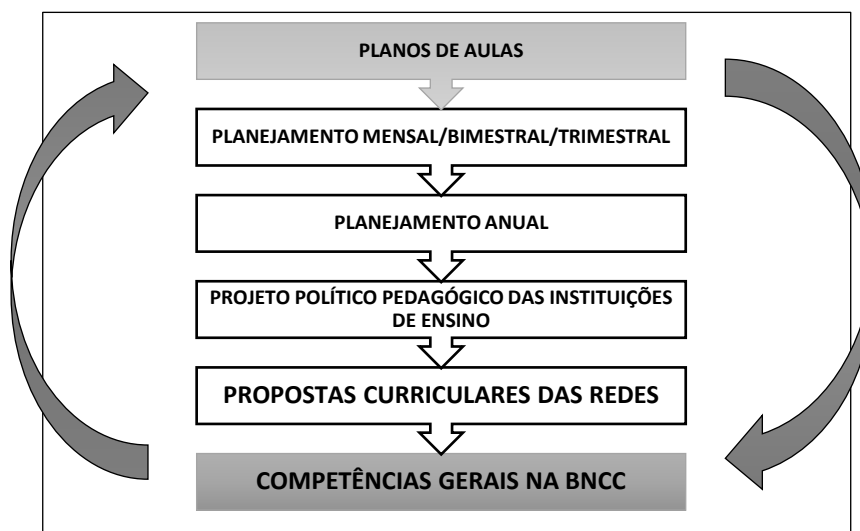 PLANOS DE AULAS
PLANEJAMENTO MENSAL/BIMESTRAL/TRIMESTRAL
PLANEJAMENTO ANUAL
PROJETO POLÍTICO PEDAGÓGICO DAS INSTITUIÇÕES
DE ENSINO
PROPOSTAS CURRICULARES DAS REDES
COMPETÊNCIAS GERAIS NA BNCC